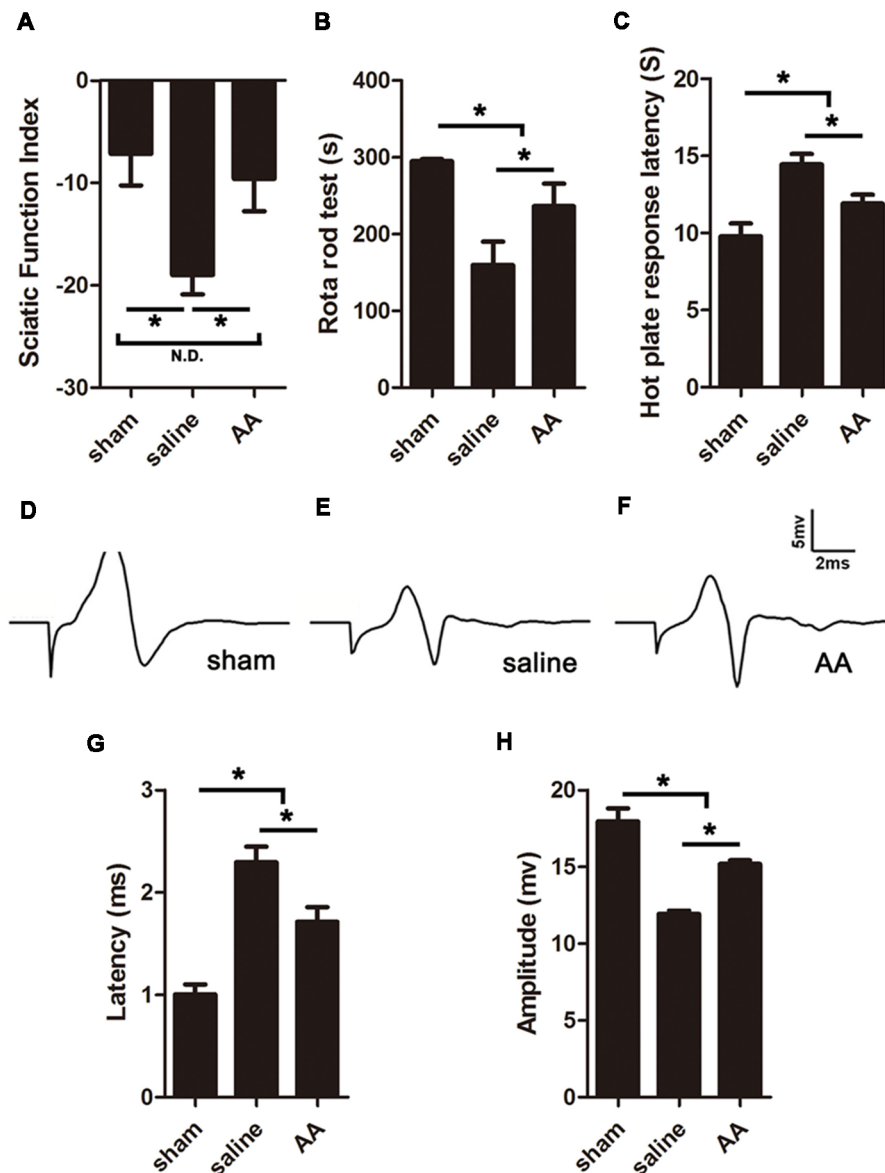 A
B
C
Sciatic Function Index
0
-10
-20
-30
*
*
N.D.
sham
saline
AA
Rota rod test (s)
400
300
200
100
0
*
*
sham
saline
AA
Hot plate response latency (S)
20
15
10
5
0
*
*
sham
saline
AA
D
E
F
5mv
2ms
sham
saline
AA
G
H
Latency (ms)
3
2
1
0
*
*
sham
saline
AA
Amplitude (mv)
20
15
10
5
0
*
*
sham
saline
AA